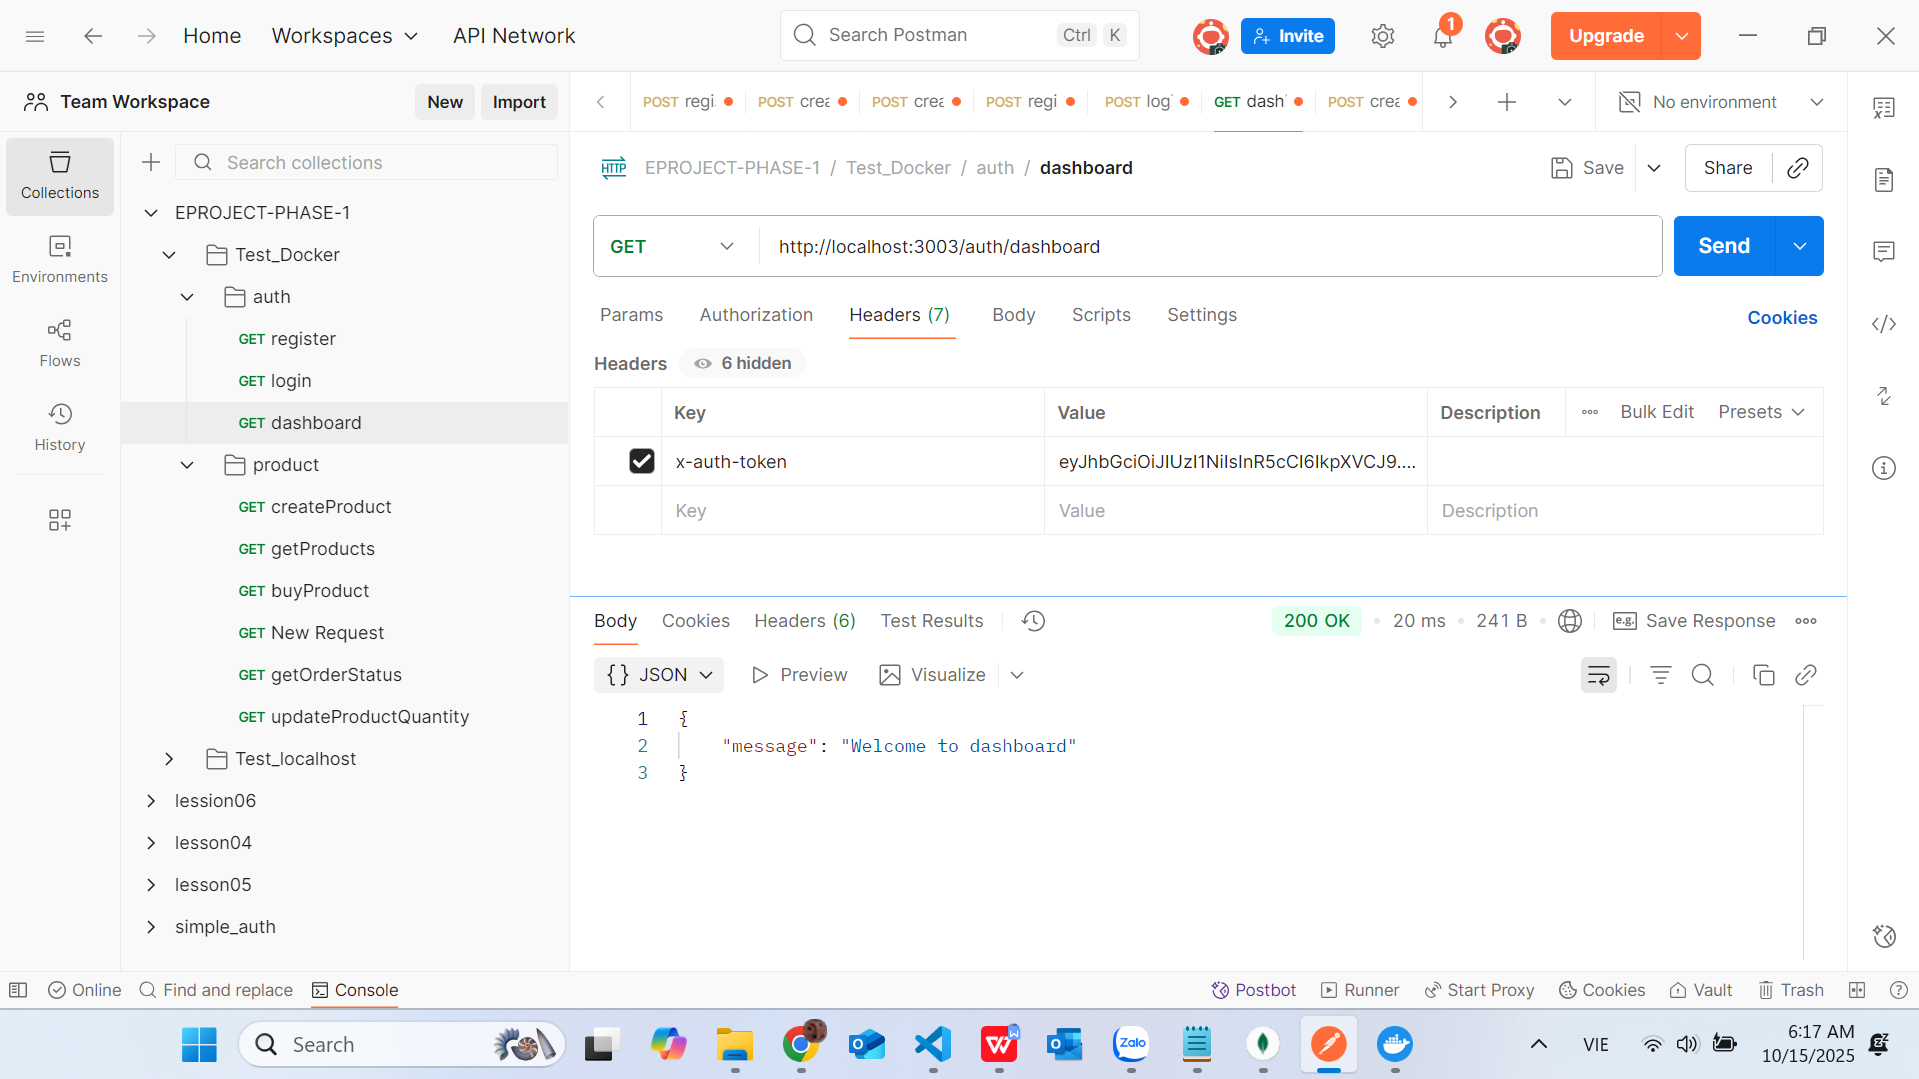 Home
Workspaces
API Network
Search Postman
Ctrl K
Invite
1
Upgrade
Team Workspace
New
Import
POST regi
POST crea
POST crea
POST regi
POST log
GET dash
POST crea
No environment
Collections
Environments
Flows
History
Search collections
EPROJECT-PHASE-1
Test_Docker
auth
GET register
GET login
GET dashboard
product
GET createProduct
GET getProducts
GET buyProduct
GET New Request
GET getOrderStatus
GET updateProductQuantity
Test_localhost
lession06
lesson04
lesson05
simple_auth
HTTP EPROJECT-PHASE-1 / Test_Docker / auth / dashboard
Save
Share
GET
http://localhost:3003/auth/dashboard
Send
Params Authorization Headers (7) Body Scripts Settings
Cookies
Headers 6 hidden
Key Value Description Bulk Edit Presets
x-auth-token eyJhbGciOiJIUzI1NiIsInR5cCI6IkpXVCJ9....
Key Value Description
Body Cookies Headers (6) Test Results
200 OK • 20 ms • 241 B
e.g. Save Response
{} JSON Preview Visualize
1 {
2 "message": "Welcome to dashboard"
3 }
Online Find and replace Console
Postbot Runner Start Proxy Cookies Vault Trash
Search
Zalo
VIE
6:17 AM
10/15/2025